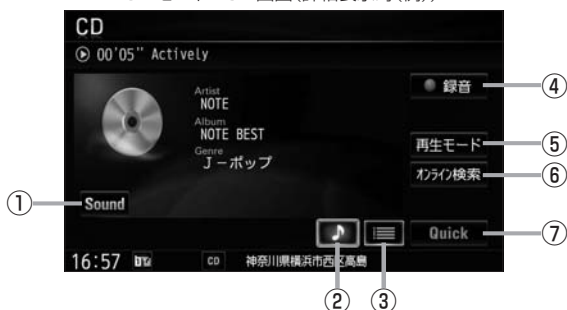 CD
00'05" Actively
Artist
NOTE
Album
NOTE BEST
Genre
J-ポップ
録音
④
再生モード
⑤
オンライン検索
⑥
①
Sound
Quick
⑦
16:57
CD
神奈川県横浜市西区高島
②
③